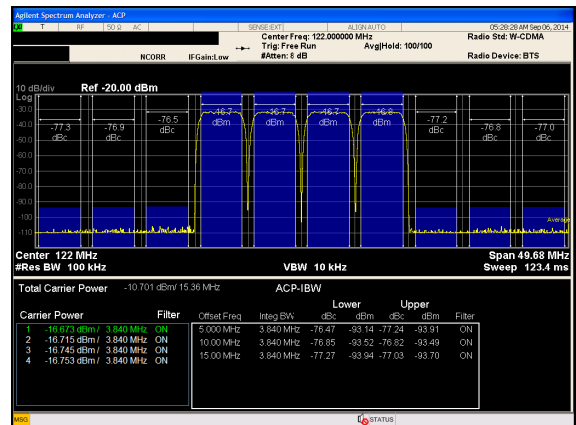 Agilent Spectrum Analyzer - ACP
T RF 50 Ω AC SENSE:EXT ALIGN AUTO 05:28:28 AM Sep 06, 2014
Center Freq: 122.000000 MHz Radio Std: W-CDMA
Trig: Free Run Avg|Hold: 100/100
NCORR IFGain:Low #Atten: 8 dB Radio Device: BTS
10 dB/div Ref -20.00 dBm
Log
-30.0
-40.0
-50.0
-60.0
-70.0
-80.0
-90.0
-100
-110
-77.3 dBc
-76.9 dBc
-76.5 dBc
-16.7 dBm
-16.7 dBm
-16.7 dBm
-16.8 dBm
-77.2 dBc
-76.8 dBc
-77.0 dBc
Average
Center 122 MHz Span 49.68 MHz
#Res BW 100 kHz VBW 10 kHz Sweep 123.4 ms
Total Carrier Power -10.701 dBm/ 15.36 MHz ACP-IBW
Lower Upper
Carrier Power Filter
Offset Freq Integ BW dBc dBm dBc dBm Filter
1 -16.673 dBm / 3.840 MHz ON
2 -16.715 dBm / 3.840 MHz ON
3 -16.745 dBm / 3.840 MHz ON
4 -16.753 dBm / 3.840 MHz ON
5.000 MHz 3.840 MHz -76.47 -93.14 -77.24 -93.91 ON
10.00 MHz 3.840 MHz -76.85 -93.52 -76.82 -93.49 ON
15.00 MHz 3.840 MHz -77.27 -93.94 -77.03 -93.70 ON
MSG STATUS